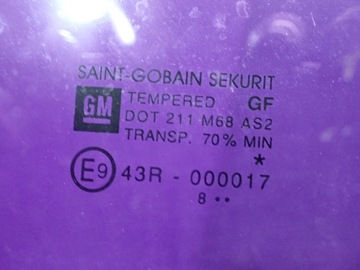 SAINT-GOBAIN SEKURIT
GM TEMPERED GF
DOT 211 M68 AS2
TRANSP. 70% MIN
*
E9 43R - 000017
8 ••